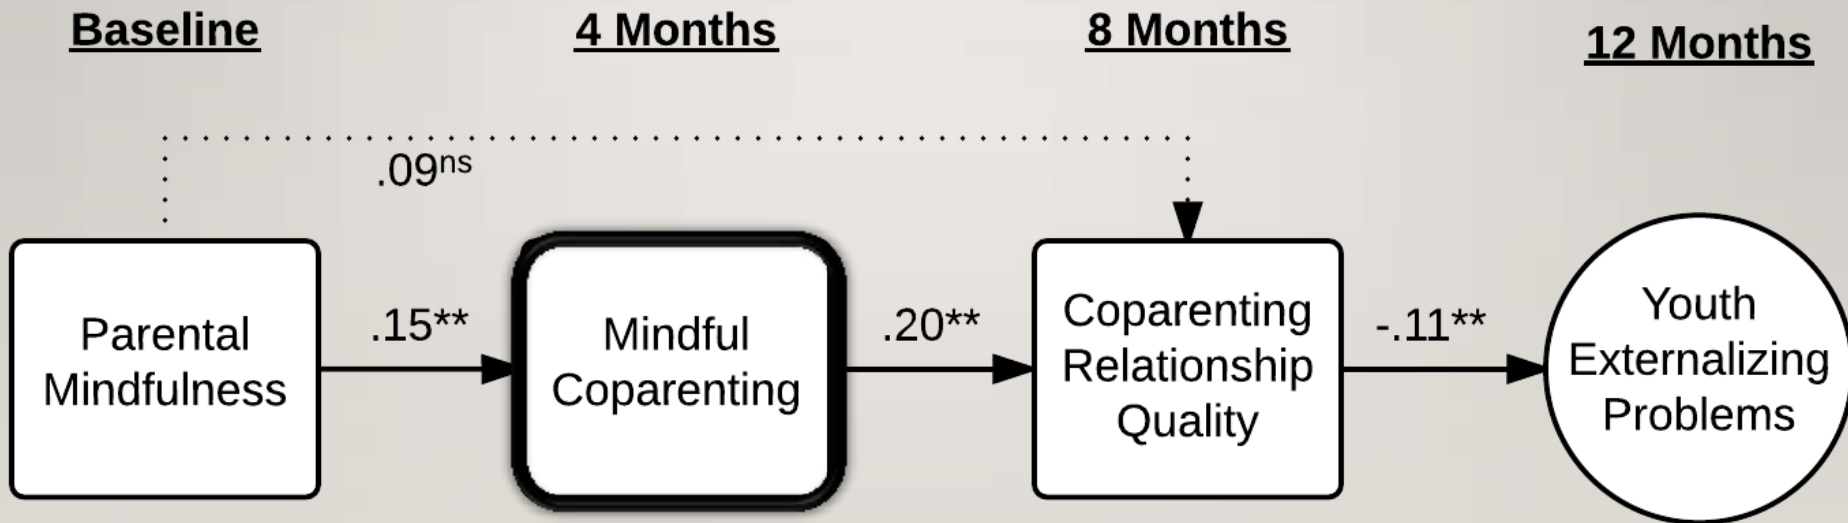 Baseline
4 Months
8 Months
12 Months
.09ns
Parental
Mindfulness
.15**
Mindful
Coparenting
.20**
Coparenting
Relationship
Quality
-.11**
Youth
Externalizing
Problems